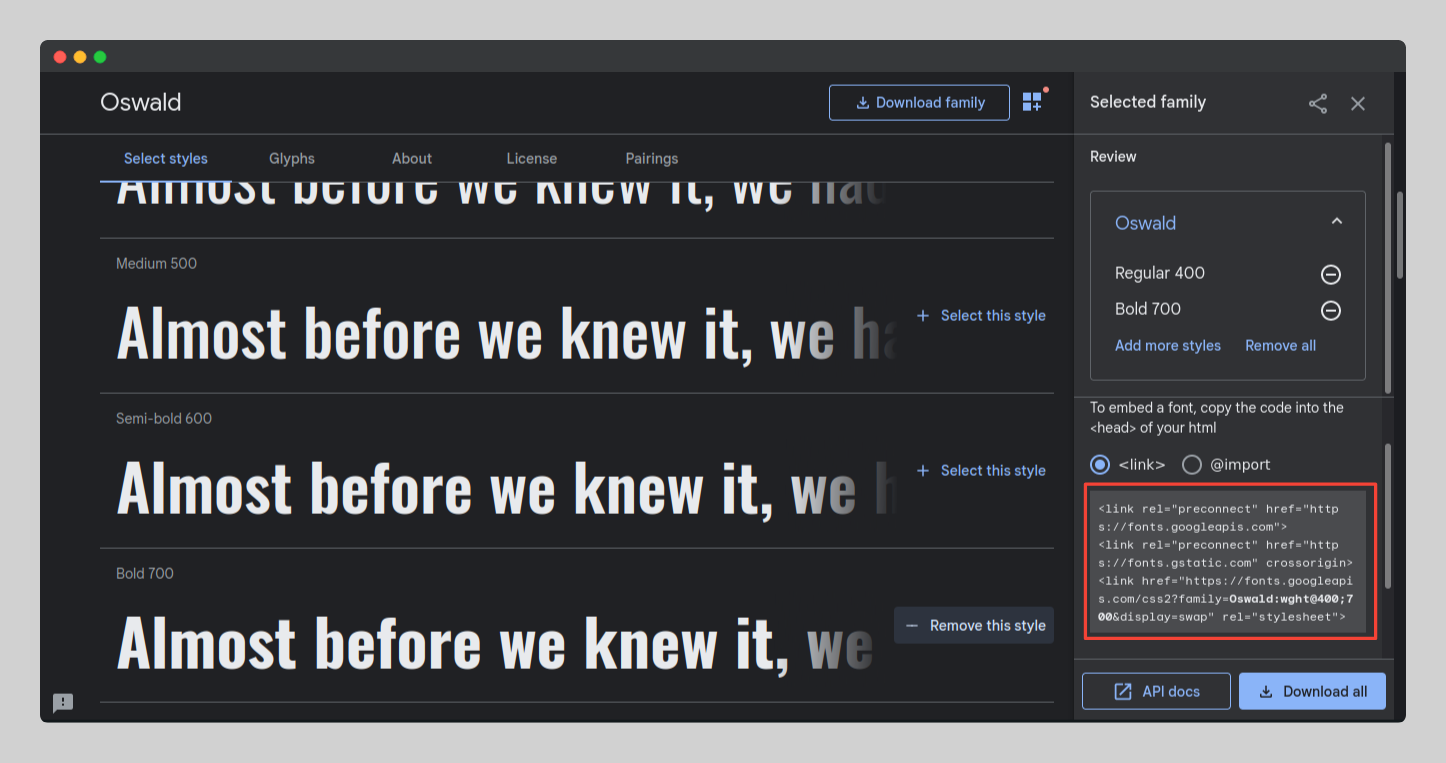 Oswald
Download family
Select styles
Glyphs
About
License
Pairings
Almost before we knew it, we had
Medium 500
Almost before we knew it, we ha
Select this style
Semi-bold 600
Almost before we knew it, we h
Select this style
Bold 700
Almost before we knew it, we
Remove this style
Selected family
Review
Oswald
Regular 400
Bold 700
Add more styles
Remove all
To embed a font, copy the code into the
<head> of your html
<link>
@import
<link rel="preconnect" href="http
s://fonts.googleapis.com">
<link rel="preconnect" href="http
s://fonts.gstatic.com" crossorigin>
<link href="https://fonts.googleapi
s.com/css2?family=Oswald:wght@400;7
00&display=swap" rel="stylesheet">
API docs
Download all